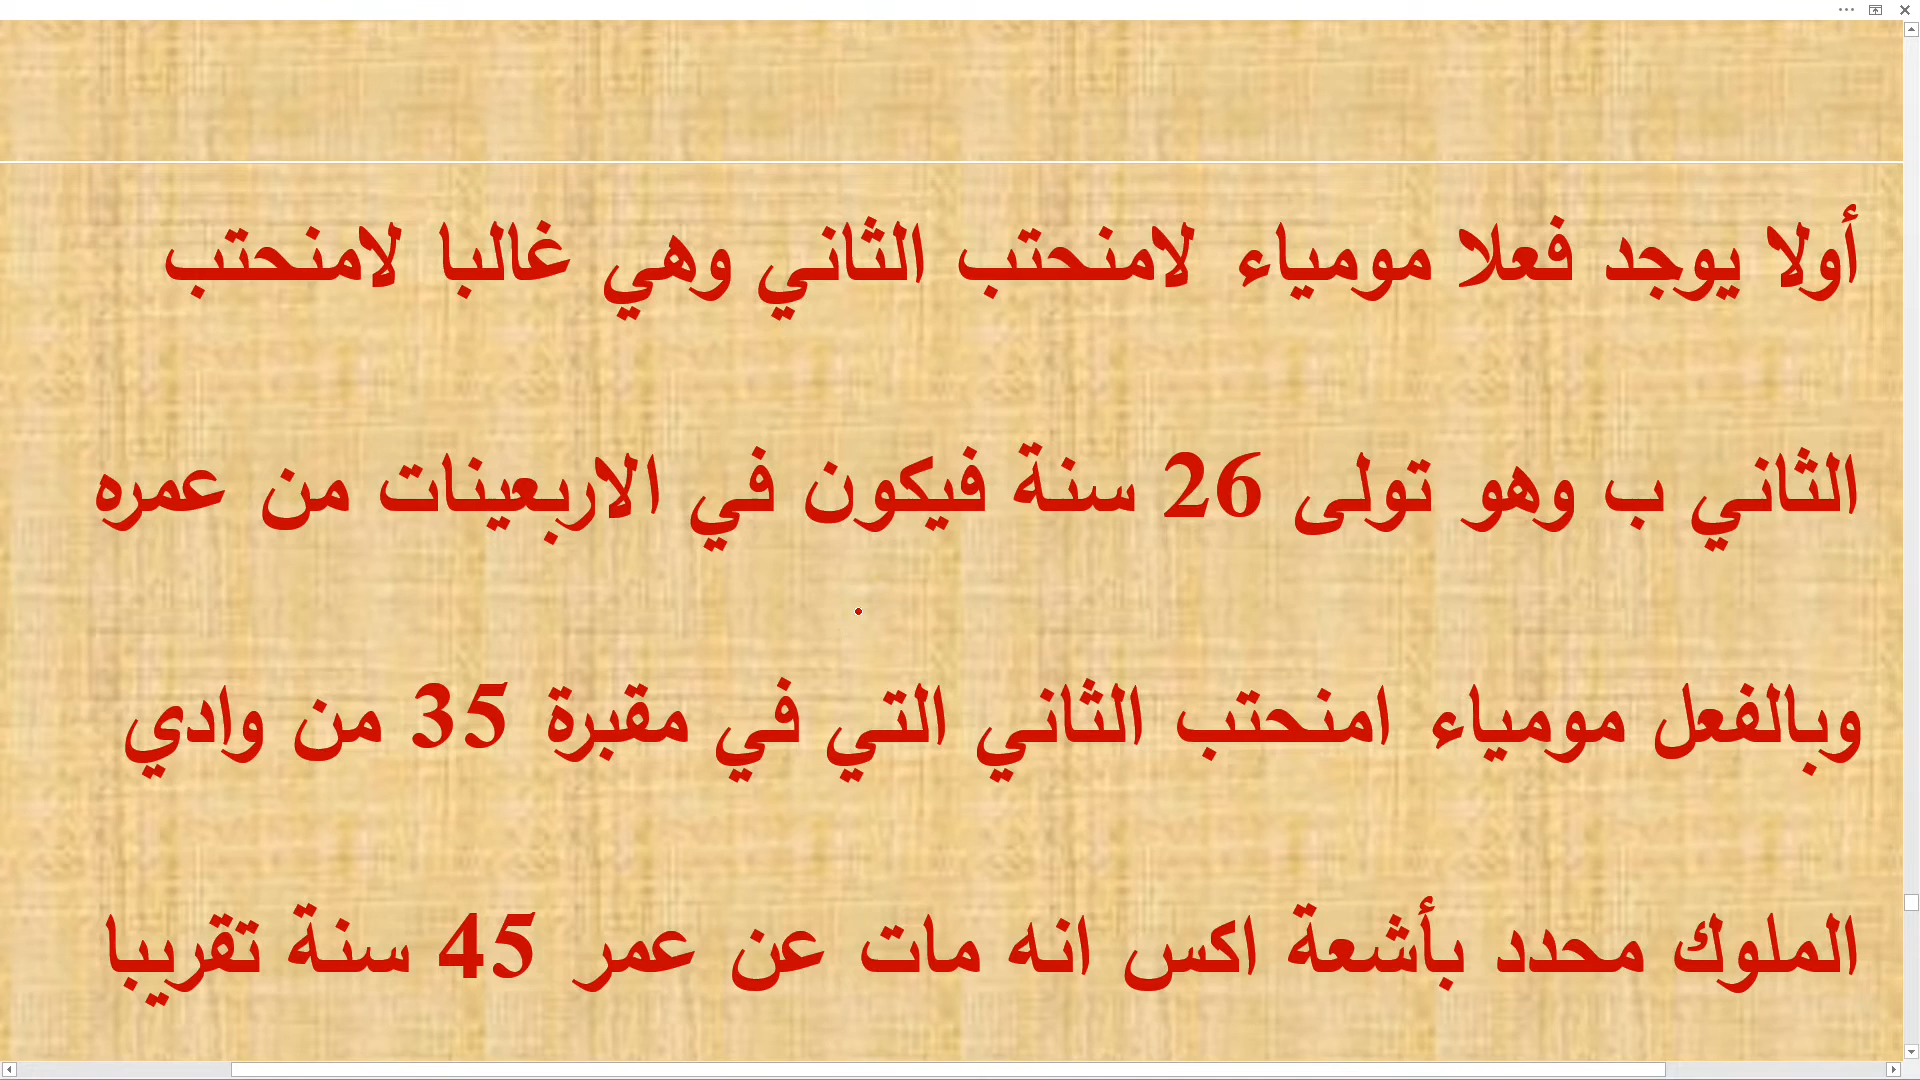 أولا يوجد فعلا مومياء لامنحتب الثاني وهي غالبا لامنحتب
الثاني ب وهو تولى 26 سنة فيكون في الاربعينات من عمره
وبالفعل مومياء امنحتب الثاني التي في مقبرة 35 من وادي
الملوك محدد بأشعة اكس انه مات عن عمر 45 سنة تقريبا